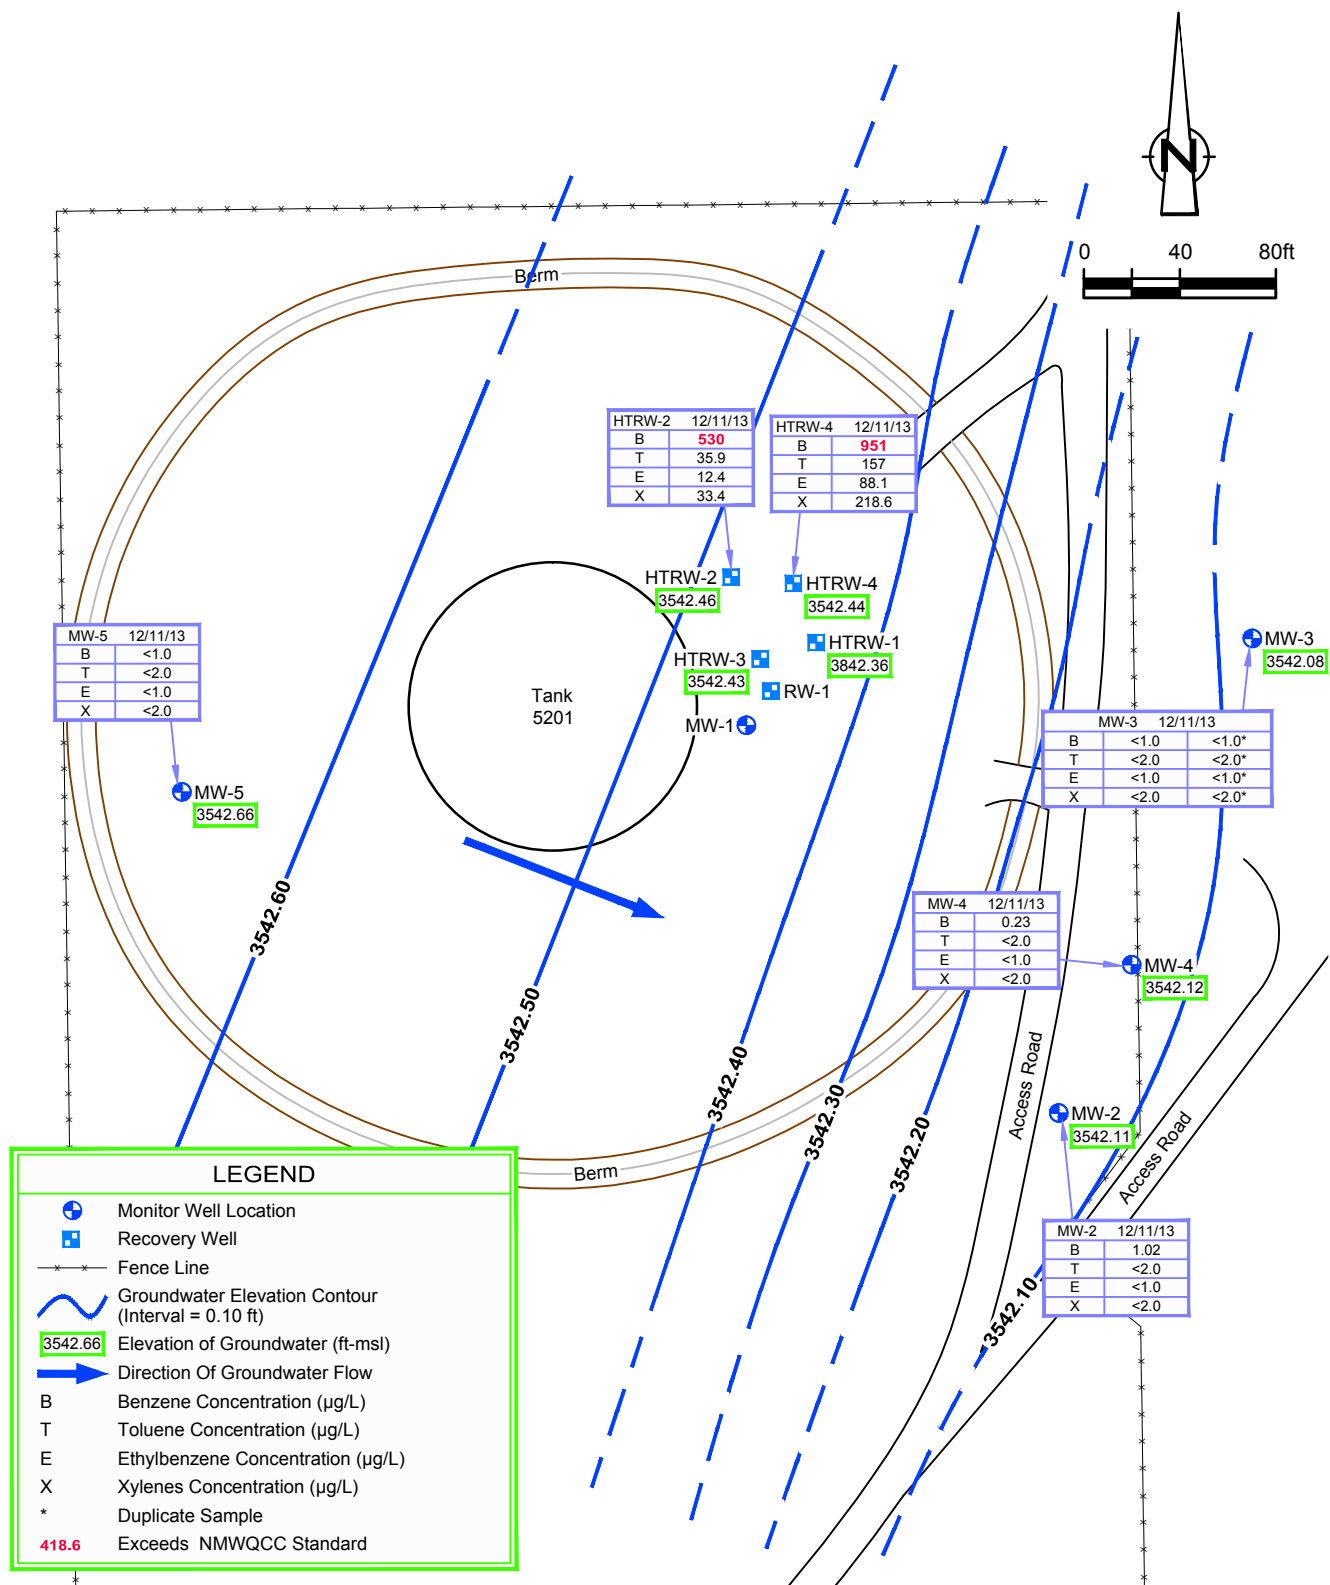 N
0 40 80ft
Berm
HTRW-2 12/11/13
B 530
T 35.9
E 12.4
X 33.4
HTRW-4 12/11/13
B 951
T 157
E 88.1
X 218.6
HTRW-2
3542.46
HTRW-4
3542.44
HTRW-1
3842.36
HTRW-3
3542.43
RW-1
MW-1
Tank
5201
MW-5 12/11/13
B <1.0
T <2.0
E <1.0
X <2.0
MW-5
3542.66
MW-3
3542.08
MW-3 12/11/13
B <1.0 <1.0*
T <2.0 <2.0*
E <1.0 <1.0*
X <2.0 <2.0*
MW-4 12/11/13
B 0.23
T <2.0
E <1.0
X <2.0
MW-4
3542.12
3542.60
3542.50
3542.40
3542.30
3542.20
3542.10
Access Road
Access Road
MW-2
3542.11
MW-2 12/11/13
B 1.02
T <2.0
E <1.0
X <2.0
Berm
LEGEND
Monitor Well Location
Recovery Well
Fence Line
Groundwater Elevation Contour
(Interval = 0.10 ft)
3542.66 Elevation of Groundwater (ft-msl)
Direction Of Groundwater Flow
B Benzene Concentration (µg/L)
T Toluene Concentration (µg/L)
E Ethylbenzene Concentration (µg/L)
X Xylenes Concentration (µg/L)
* Duplicate Sample
418.6 Exceeds NMWQCC Standard